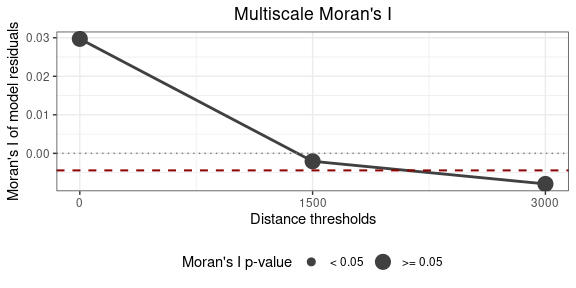 Multiscale Moran's I
Moran's I of model residuals
0.03
0.02
0.01
0.00
0
1500
3000
Distance thresholds
Moran's I p-value
< 0.05
>= 0.05